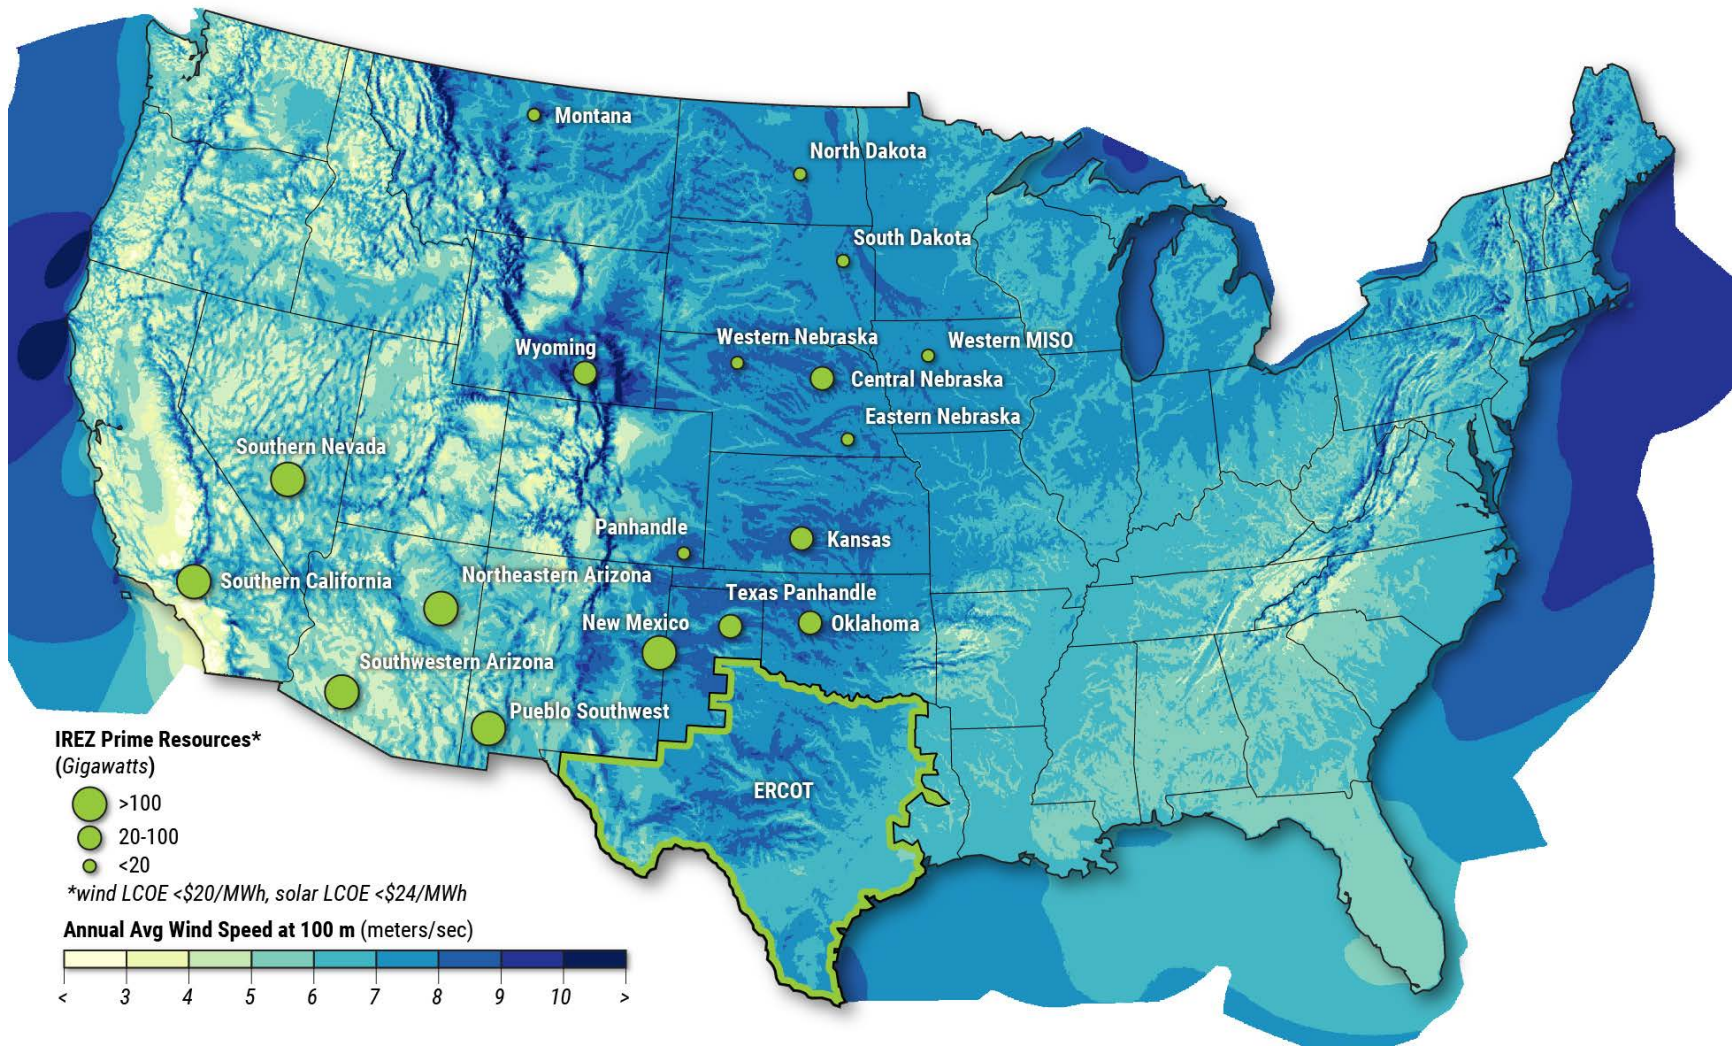 Montana
North Dakota
South Dakota
Western Nebraska
Western MISO
Wyoming
Central Nebraska
Eastern Nebraska
Southern Nevada
Panhandle
Kansas
Southern California
Northeastern Arizona
Texas Panhandle
New Mexico
Oklahoma
Southwestern Arizona
Pueblo Southwest
ERCOT
IREZ Prime Resources*
(Gigawatts)
>100
20-100
<20
*wind LCOE <$20/MWh, solar LCOE <$24/MWh
Annual Avg Wind Speed at 100 m (meters/sec)
< 3 4 5 6 7 8 9 10 >